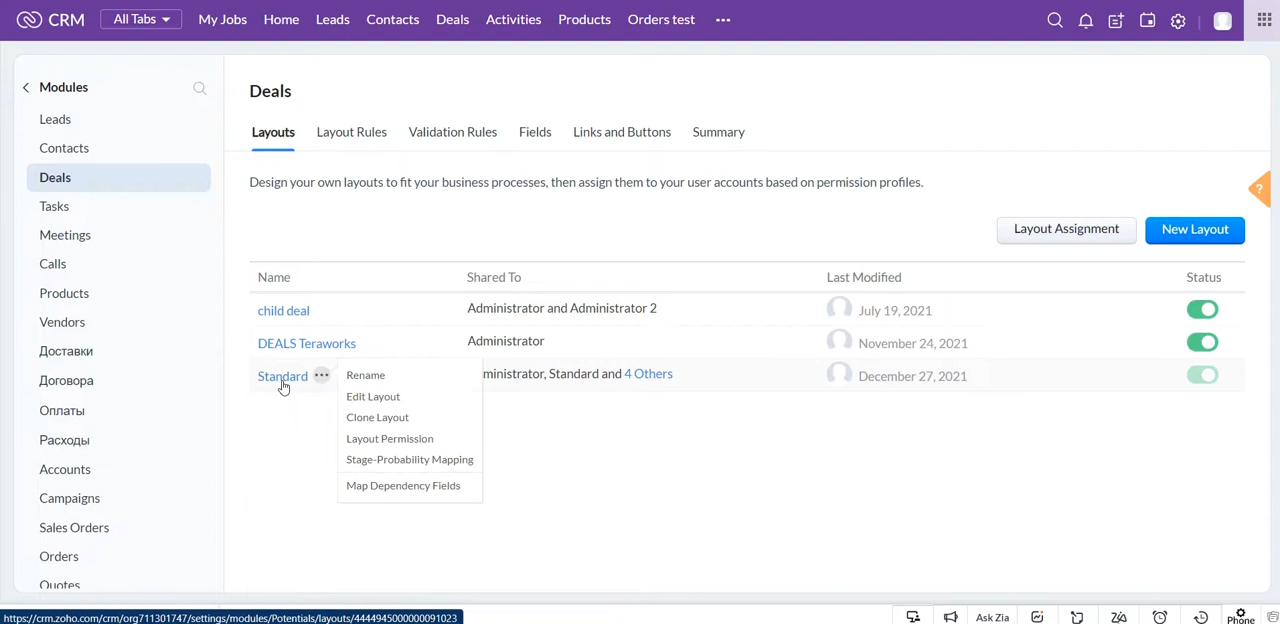 CRM
All Tabs
My Jobs
Home
Leads
Contacts
Deals
Activities
Products
Orders test
Modules
Leads
Contacts
Deals
Tasks
Meetings
Calls
Products
Vendors
Доставки
Договора
Оплаты
Расходы
Accounts
Campaigns
Sales Orders
Orders
Quotes
Deals
Layouts
Layout Rules
Validation Rules
Fields
Links and Buttons
Summary
Design your own layouts to fit your business processes, then assign them to your user accounts based on permission profiles.
?
Layout Assignment
New Layout
Name
Shared To
Last Modified
Status
child deal
Administrator and Administrator 2
July 19, 2021
DEALS Teraworks
Administrator
November 24, 2021
Standard
ministrator, Standard and 4 Others
December 27, 2021
Rename
Edit Layout
Clone Layout
Layout Permission
Stage-Probability Mapping
Map Dependency Fields
https://crm.zoho.com/crm/org711301747/settings/modules/Potentials/layouts/4444945000000091023
Ask Zia
Phone